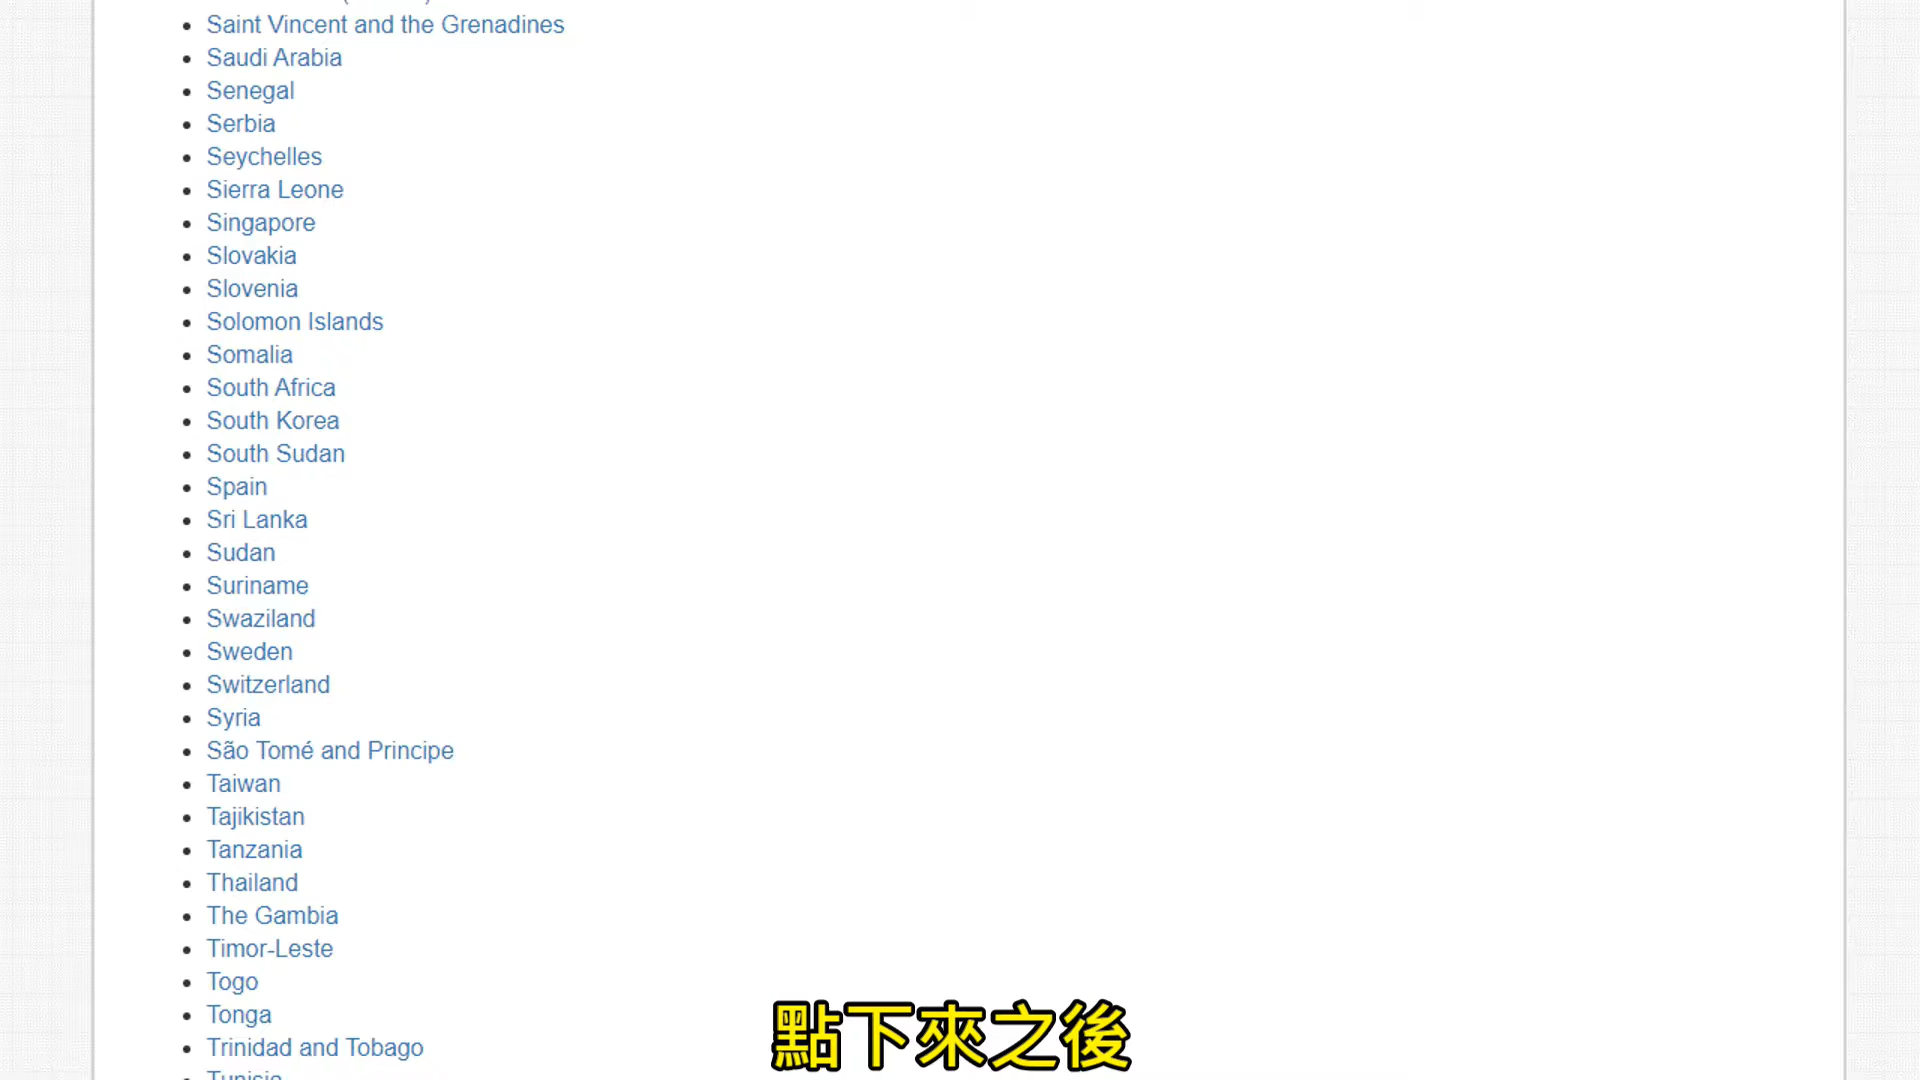 Saint Vincent and the Grenadines
Saudi Arabia
Senegal
Serbia
Seychelles
Sierra Leone
Singapore
Slovakia
Slovenia
Solomon Islands
Somalia
South Africa
South Korea
South Sudan
Spain
Sri Lanka
Sudan
Suriname
Swaziland
Sweden
Switzerland
Syria
São Tomé and Principe
Taiwan
Tajikistan
Tanzania
Thailand
The Gambia
Timor-Leste
Togo
Tonga
Trinidad and Tobago
Tunisia
點下來之後